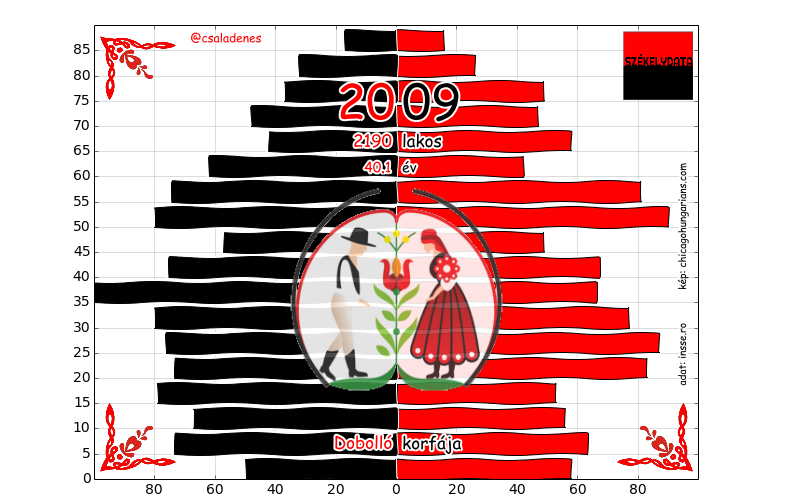 @csaladenes
SZÉKELYDATA
2009
2190 lakos
40.1 év
kép: chicagohungarians.com
adat: insse.ro
Dobolló korfája
85
80
75
70
65
60
55
50
45
40
35
30
25
20
15
10
5
0
80 60 40 20 0 20 40 60 80